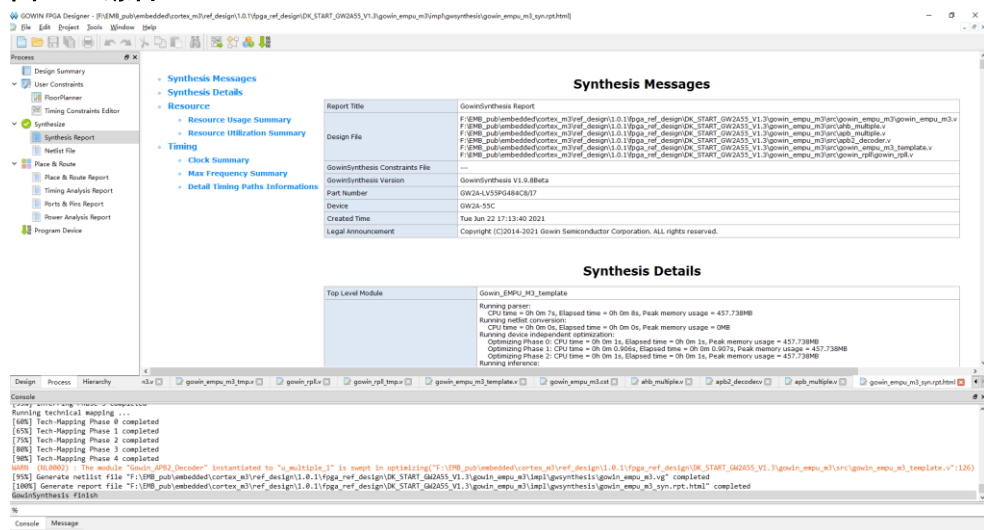 GOWIN FPGA Designer - [F:\EMB_pub\embedded\cortex_m3\ref_design\1.0.1\fpga_ref_design\DK_START_GW2A55_V1.3\gowin_empu_m3\impl\gwsynthesis\gowin_empu_m3_syn.rpt.html]
File Edit Project Tools Window Help
Process
Design Summary
User Constraints
FloorPlanner
Timing Constraints Editor
Synthesize
Synthesis Report
Netlist File
Place & Route
Place & Route Report
Timing Analysis Report
Ports & Pins Report
Power Analysis Report
Program Device
Synthesis Messages
Synthesis Details
Resource
Resource Usage Summary
Resource Utilization Summary
Timing
Clock Summary
Max Frequency Summary
Detail Timing Paths Informations
Synthesis Messages
Report Title GowinSynthesis Report
Design File
F:\EMB_pub\embedded\cortex_m3\ref_design\1.0.1\fpga_ref_design\DK_START_GW2A55_V1.3\gowin_empu_m3\src\gowin_empu_m3\gowin_empu_m3.v
F:\EMB_pub\embedded\cortex_m3\ref_design\1.0.1\fpga_ref_design\DK_START_GW2A55_V1.3\gowin_empu_m3\src\ahb_multiple.v
F:\EMB_pub\embedded\cortex_m3\ref_design\1.0.1\fpga_ref_design\DK_START_GW2A55_V1.3\gowin_empu_m3\src\apb_multiple.v
F:\EMB_pub\embedded\cortex_m3\ref_design\1.0.1\fpga_ref_design\DK_START_GW2A55_V1.3\gowin_empu_m3\src\apb2_decoder.v
F:\EMB_pub\embedded\cortex_m3\ref_design\1.0.1\fpga_ref_design\DK_START_GW2A55_V1.3\gowin_empu_m3\src\gowin_empu_m3_template.v
F:\EMB_pub\embedded\cortex_m3\ref_design\1.0.1\fpga_ref_design\DK_START_GW2A55_V1.3\gowin_empu_m3\src\gowin_rpll\gowin_rpll.v
GowinSynthesis Constraints File ---
GowinSynthesis Version GowinSynthesis V1.9.8Beta
Part Number GW2A-LV55PG484C8/I7
Device GW2A-55C
Created Time Tue Jun 22 17:13:40 2021
Legal Announcement Copyright (C)2014-2021 Gowin Semiconductor Corporation. ALL rights reserved.
Synthesis Details
Top Level Module Gowin_EMPU_M3_template
Running parser:
CPU time = 0h 0m 7s, Elapsed time = 0h 0m 8s, Peak memory usage = 457.738MB
Running netlist conversion:
CPU time = 0h 0m 0s, Elapsed time = 0h 0m 0s, Peak memory usage = 0MB
Running device independent optimization:
Optimizing Phase 0: CPU time = 0h 0m 1s, Elapsed time = 0h 0m 1s, Peak memory usage = 457.738MB
Optimizing Phase 1: CPU time = 0h 0m 0.906s, Elapsed time = 0h 0m 0.907s, Peak memory usage = 457.738MB
Optimizing Phase 2: CPU time = 0h 0m 1s, Elapsed time = 0h 0m 1s, Peak memory usage = 457.738MB
Running inference:
Design Process Hierarchy
n3.v gowin_empu_m3_tmp.v gowin_rpll.v gowin_rpll_tmp.v gowin_empu_m3_template.v gowin_empu_m3.cst ahb_multiple.v apb2_decoder.v apb_multiple.v gowin_empu_m3_syn.rpt.html
Console
Running technical mapping ...
[60%] Tech-Mapping Phase 0 completed
[65%] Tech-Mapping Phase 1 completed
[75%] Tech-Mapping Phase 2 completed
[80%] Tech-Mapping Phase 3 completed
[90%] Tech-Mapping Phase 4 completed
WARN (NL0002) : The module "Gowin_APB2_Decoder" instantiated to "u_multiple_1" is swept in optimizing("F:\EMB_pub\embedded\cortex_m3\ref_design\1.0.1\fpga_ref_design\DK_START_GW2A55_V1.3\gowin_empu_m3\src\gowin_empu_m3_template.v":126)
[95%] Generate netlist file "F:\EMB_pub\embedded\cortex_m3\ref_design\1.0.1\fpga_ref_design\DK_START_GW2A55_V1.3\gowin_empu_m3\impl\gwsynthesis\gowin_empu_m3.vg" completed
[100%] Generate report file "F:\EMB_pub\embedded\cortex_m3\ref_design\1.0.1\fpga_ref_design\DK_START_GW2A55_V1.3\gowin_empu_m3\impl\gwsynthesis\gowin_empu_m3_syn.rpt.html" completed
GowinSynthesis finish
%
Console Message